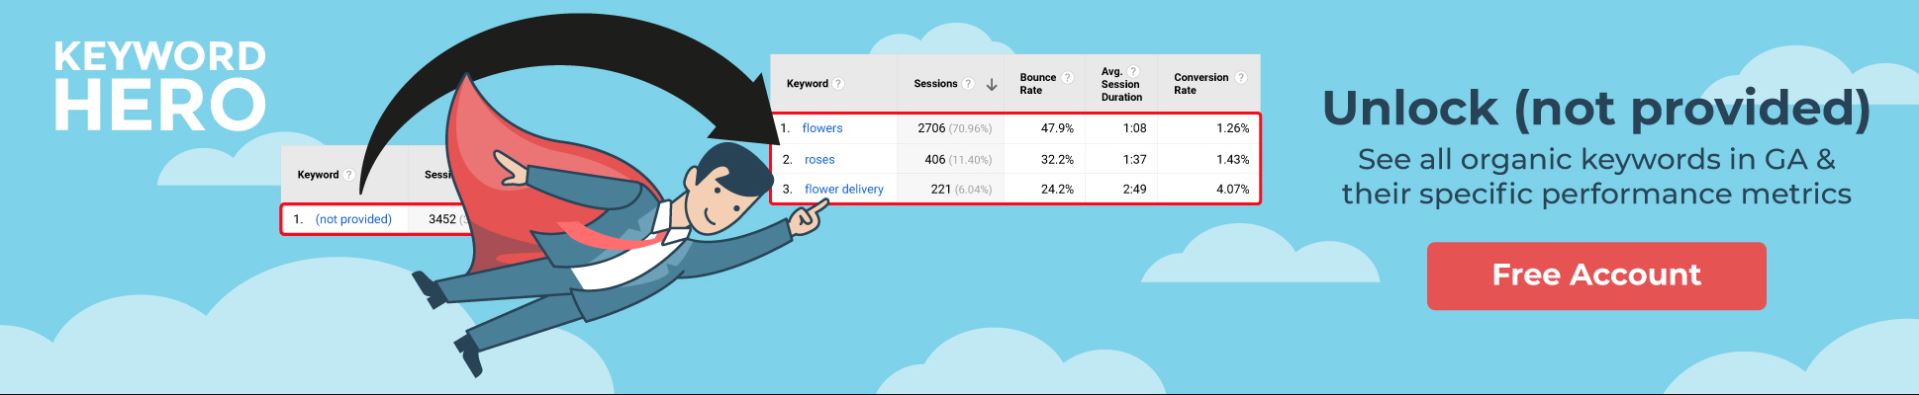 KEYWORD
HERO
Keyword ?
1. (not provided) 3452
Keyword ? Sessions ? Bounce Rate ? Avg. ? Session Duration Conversion Rate ?
1. flowers 2706 (70.96%) 47.9% 1:08 1.26%
2. roses 406 (11.40%) 32.2% 1:37 1.43%
3. flower delivery 221 (6.04%) 24.2% 2:49 4.07%
Unlock (not provided)
See all organic keywords in GA &
their specific performance metrics
Free Account